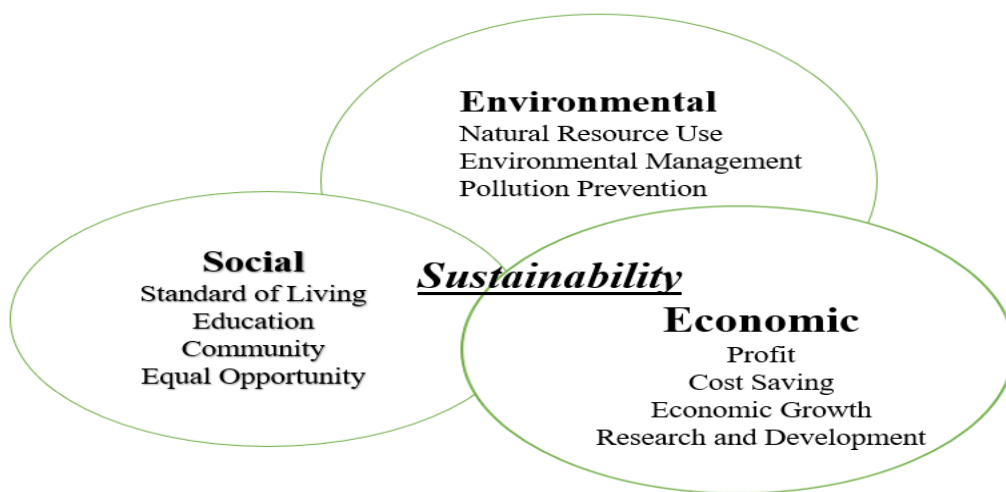 Environmental
Natural Resource Use
Environmental Management
Pollution Prevention
Social
Standard of Living
Education
Community
Equal Opportunity
Sustainability
Economic
Profit
Cost Saving
Economic Growth
Research and Development